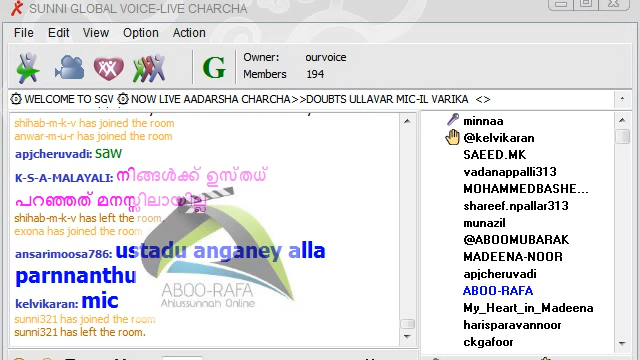 SUNNI GLOBAL VOICE-LIVE CHARCHA
File Edit View Option Action
G
Owner: ourvoice
Members 194
WELCOME TO SGV NOW LIVE AADARSHA CHARCHA>>DOUBTS ULLAVAR MIC-IL VARIKA <>
shihab-m-k-v has joined the room
anwar-m-u-r has joined the room
apjcheruvadi: saw
K-S-A-MALAYALI: നിങ്ങൾക്ക് ഉസ്തധ്
പറഞ്ഞത് മനസ്സിലായില്ല
shihab-m-k-v has left the room.
exona has joined the room
ansarimoosa786: ustadu anganey alla
parnnanthu
kelvikaran: mic
sunni321 has joined the room
sunni321 has left the room.
ABOO-RAFA
Ahlussunnah Online
minnaa
@kelvikaran
SAEED.MK
vadanappalli313
MOHAMMEDBASHE...
shareef.npallar313
munazil
@ABOOMUBARAK
MADEENA-NOOR
apjcheruvadi
ABOO-RAFA
My_Heart_in_Madeena
harisparavannoor
ckgafoor